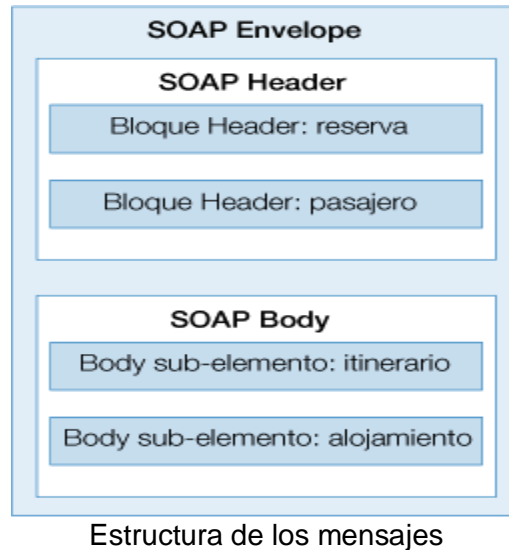 SOAP Envelope
SOAP Header
Bloque Header: reserva
Bloque Header: pasajero
SOAP Body
Body sub-elemento: itinerario
Body sub-elemento: alojamiento
Estructura de los mensajes